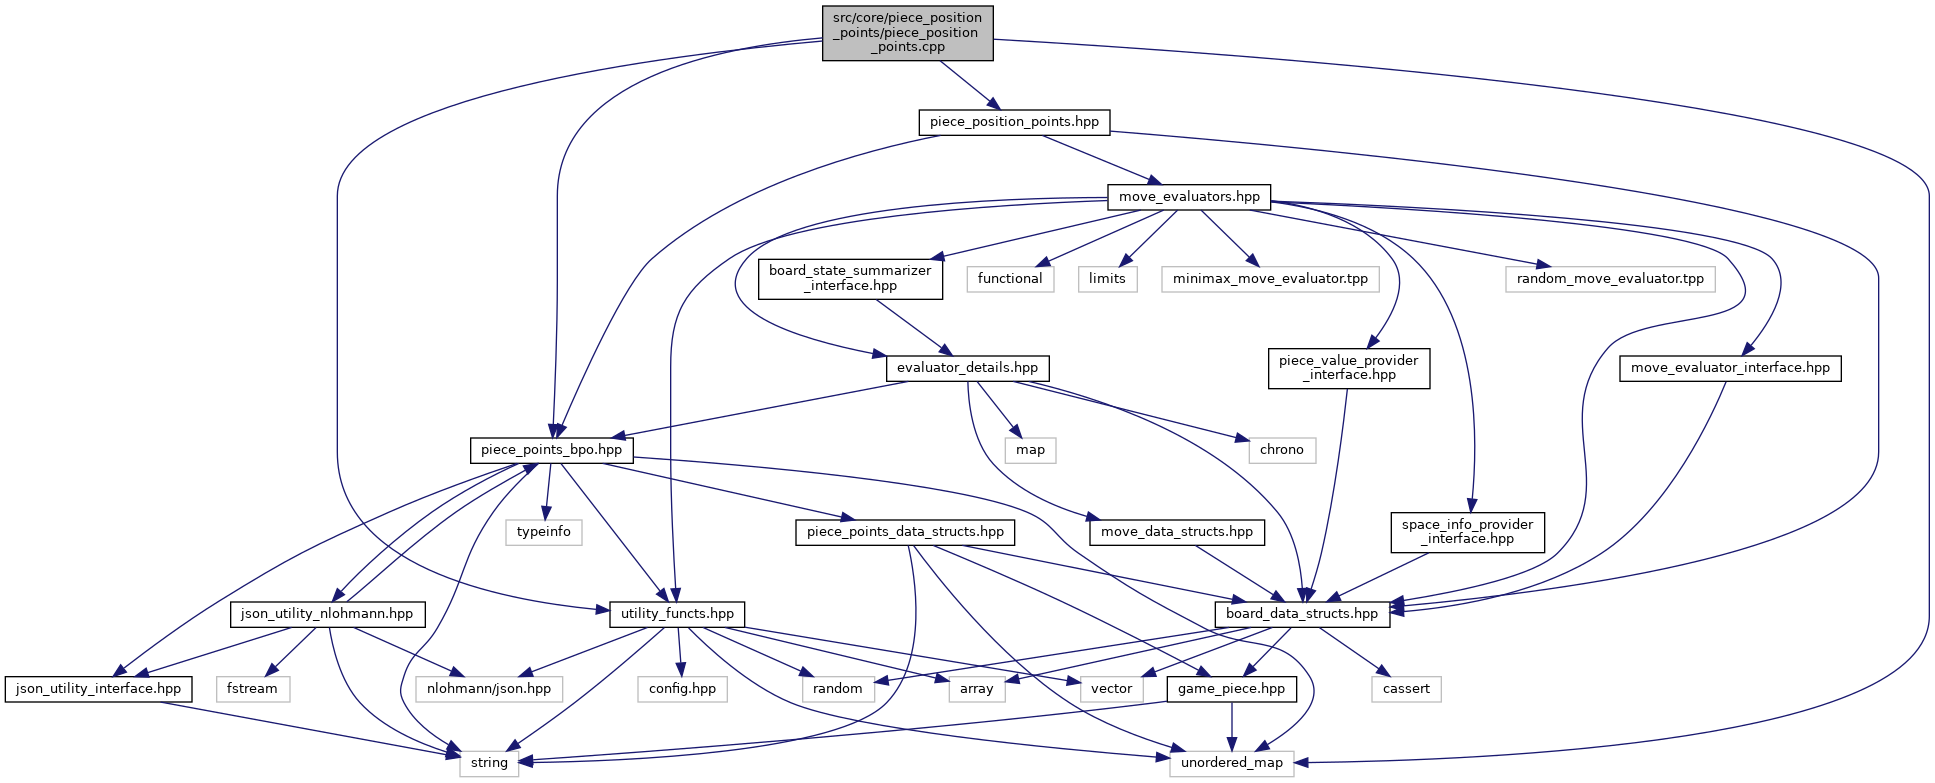 src/core/piece_position
_points/piece_position
_points.cpp
piece_position_points.hpp
move_evaluators.hpp
board_state_summarizer
_interface.hpp
functional
limits
minimax_move_evaluator.tpp
random_move_evaluator.tpp
evaluator_details.hpp
piece_value_provider
_interface.hpp
move_evaluator_interface.hpp
piece_points_bpo.hpp
map
chrono
typeinfo
piece_points_data_structs.hpp
move_data_structs.hpp
space_info_provider
_interface.hpp
json_utility_nlohmann.hpp
utility_functs.hpp
board_data_structs.hpp
json_utility_interface.hpp
fstream
nlohmann/json.hpp
config.hpp
random
array
vector
game_piece.hpp
cassert
string
unordered_map